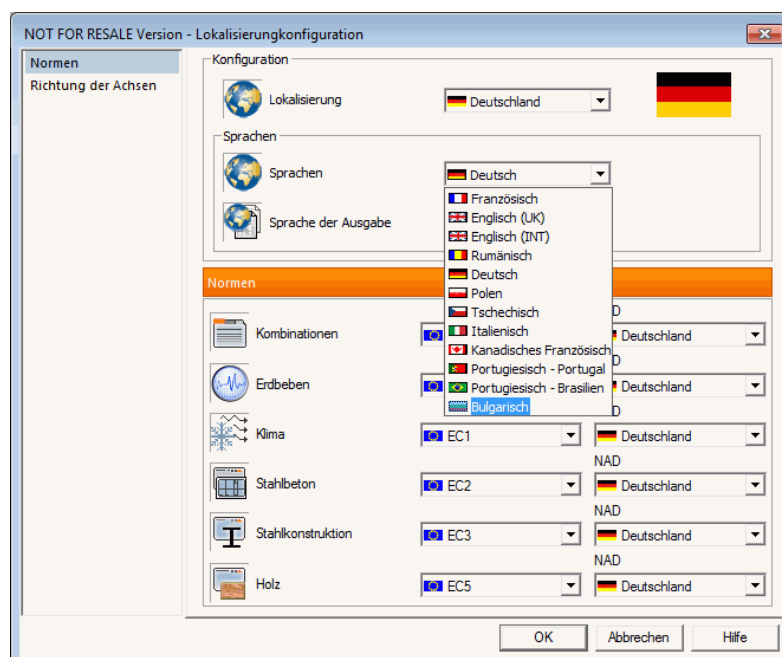 NOT FOR RESALE Version - Lokalisierungkonfiguration
Normen
Richtung der Achsen
Konfiguration
Lokalisierung
Deutschland
Sprachen
Sprachen
Deutsch
Sprache der Ausgabe
Französisch
Englisch (UK)
Englisch (INT)
Rumänisch
Deutsch
Polen
Tschechisch
Italienisch
Kanadisches Französisch
Portugiesisch - Portugal
Portugiesisch - Brasilien
Bulgarisch
Normen
Kombinationen
Deutschland
Erdbeben
Deutschland
Klima
EC1
Deutschland
NAD
Stahlbeton
EC2
Deutschland
NAD
Stahlkonstruktion
EC3
Deutschland
NAD
Holz
EC5
Deutschland
OK
Abbrechen
Hilfe